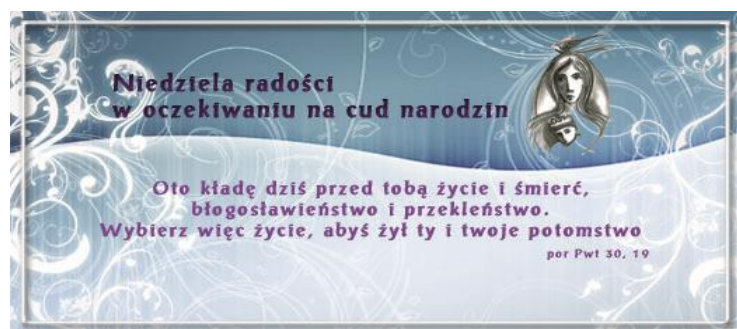 Niedziela radości
w oczekiwaniu na cud narodzin
Oto kładę dziś przed tobą życie i śmierć,
błogosławieństwo i przekleństwo.
Wybierz więc życie, abyś żył ty i twoje potomstwo
por Pwt 30, 19